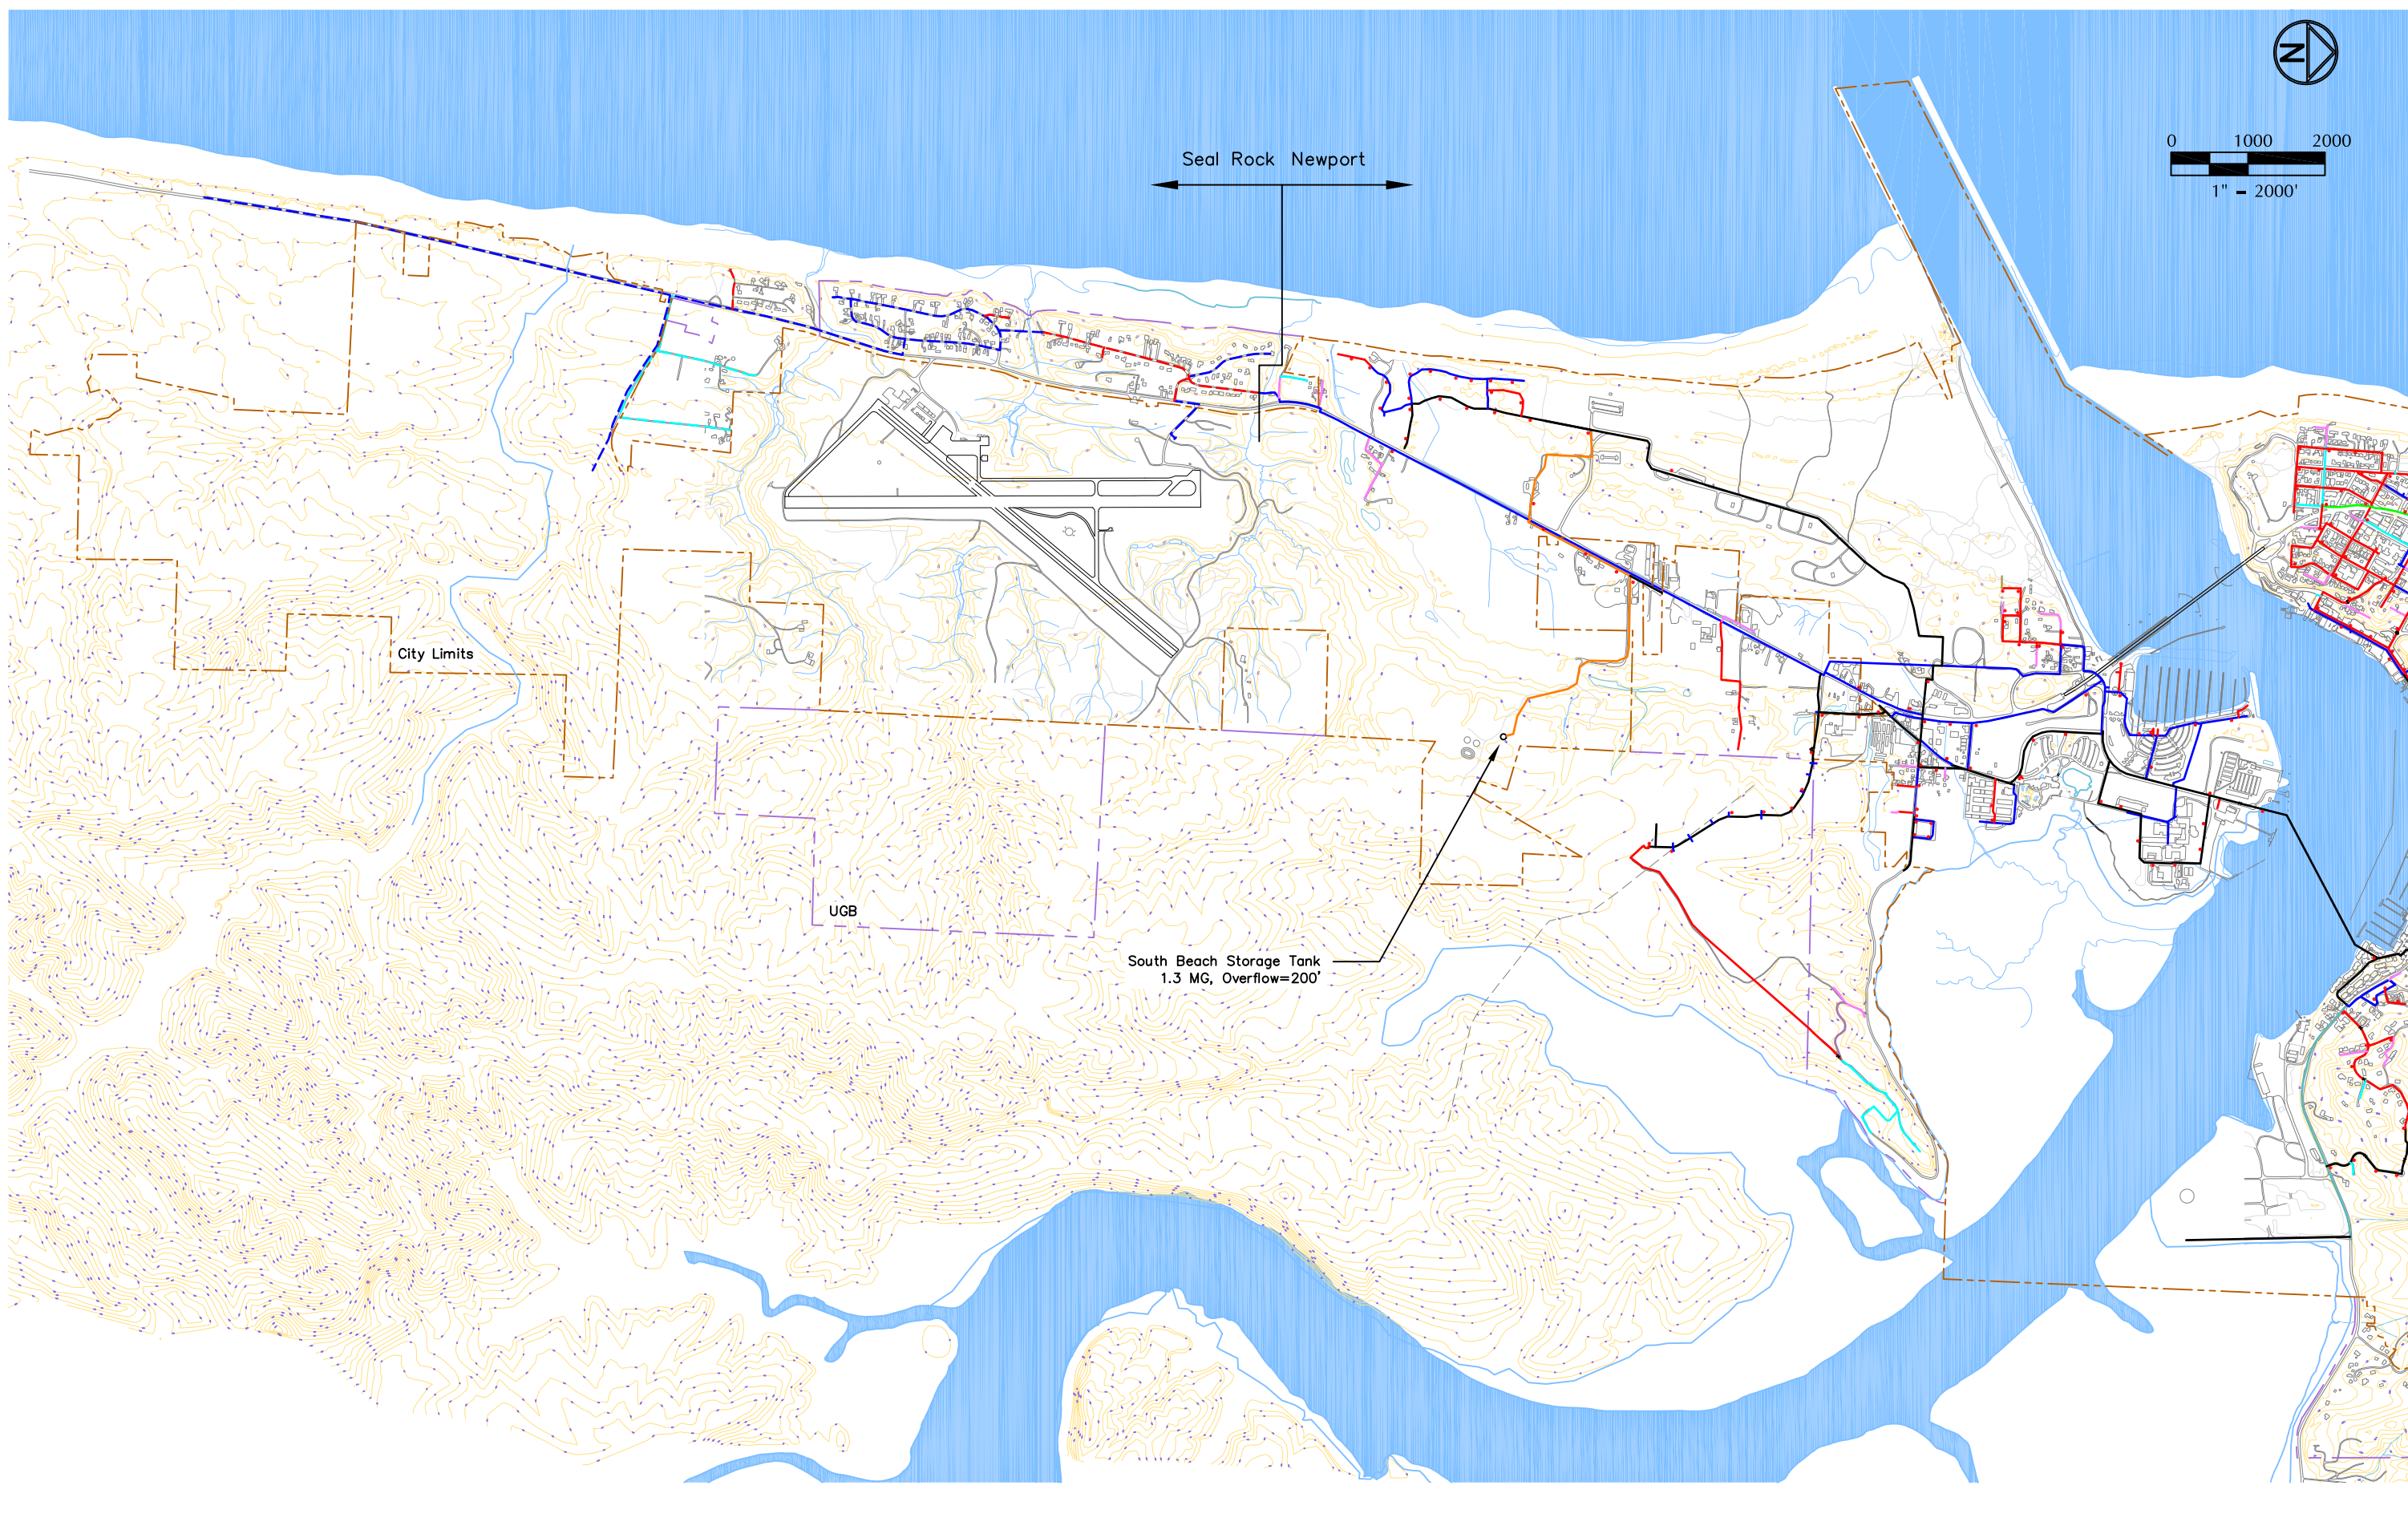 N
0 1000 2000
1" = 2000'
Seal Rock Newport
City Limits
UGB
South Beach Storage Tank
1.3 MG, Overflow=200'